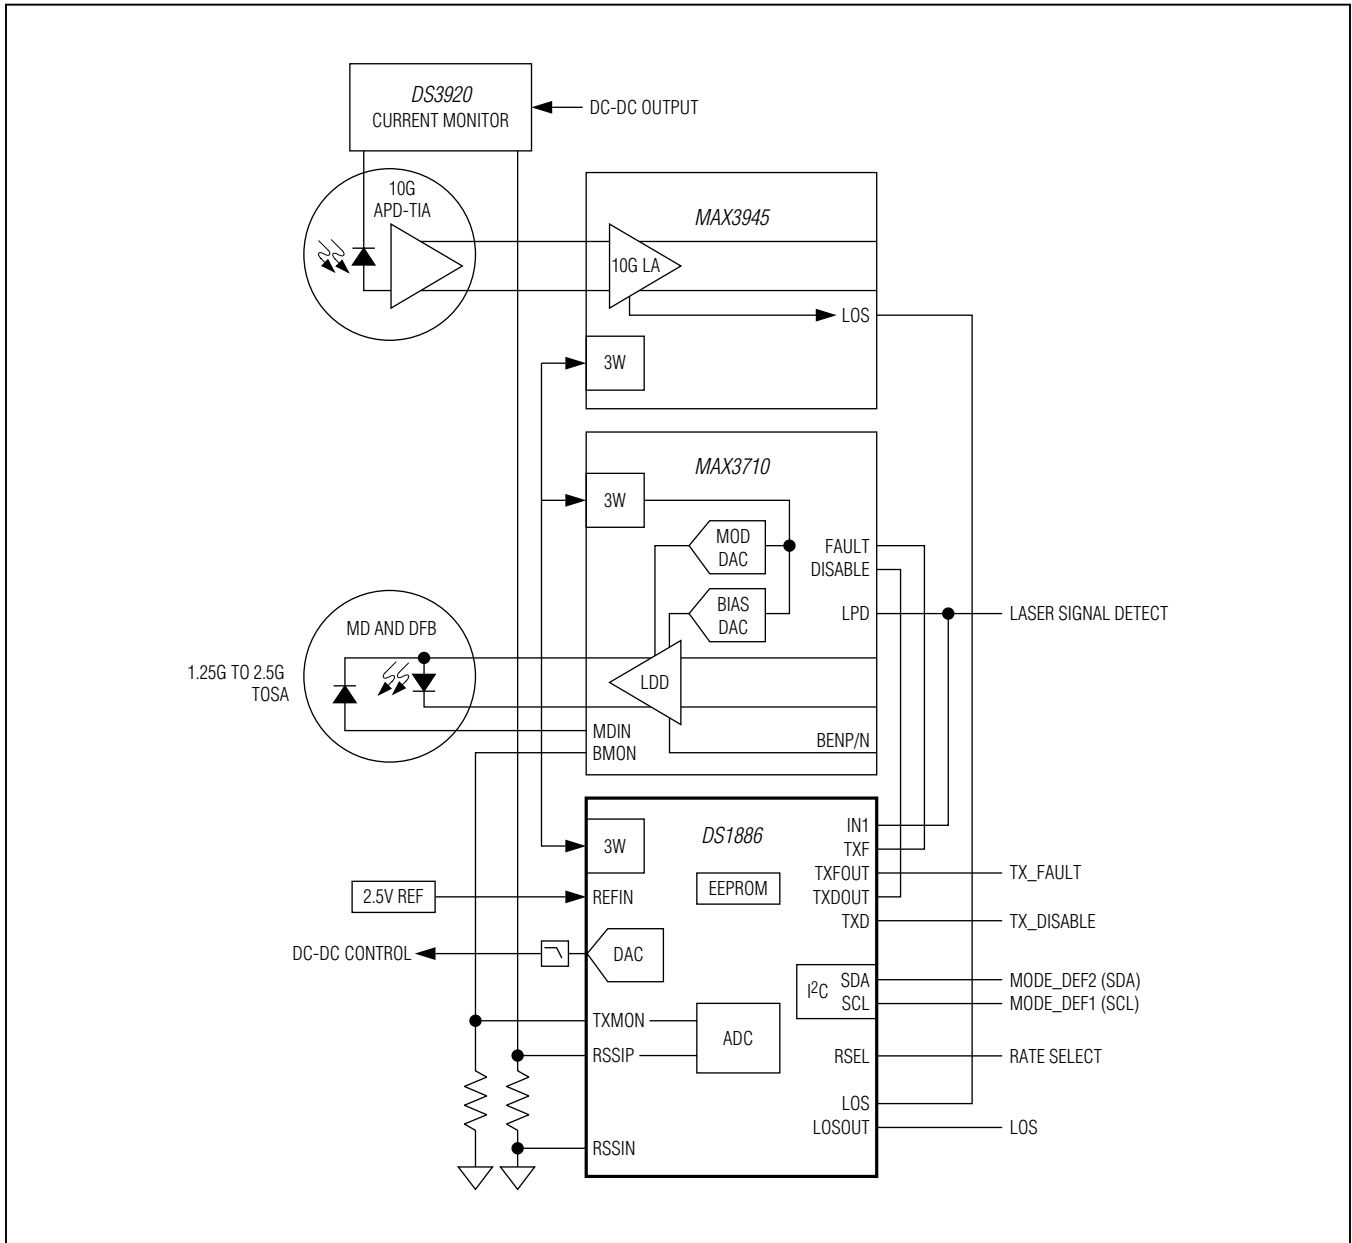 DS3920
CURRENT MONITOR
DC-DC OUTPUT
10G
APD-TIA
MAX3945
10G LA
LOS
3W
MAX3710
3W
MOD
DAC
FAULT
DISABLE
BIAS
DAC
LPD
LASER SIGNAL DETECT
MD AND DFB
1.25G TO 2.5G
TOSA
LDD
MDIN
BMON
BENP/N
DS1886
3W
IN1
TXF
EEPROM
TXFOUT
TX_FAULT
2.5V REF
REFIN
TXDOUT
TXD
TX_DISABLE
DC-DC CONTROL
DAC
I²C
SDA
MODE_DEF2 (SDA)
SCL
MODE_DEF1 (SCL)
TXMON
ADC
RSSIP
RSEL
RATE SELECT
LOS
LOSOUT
LOS
RSSIN